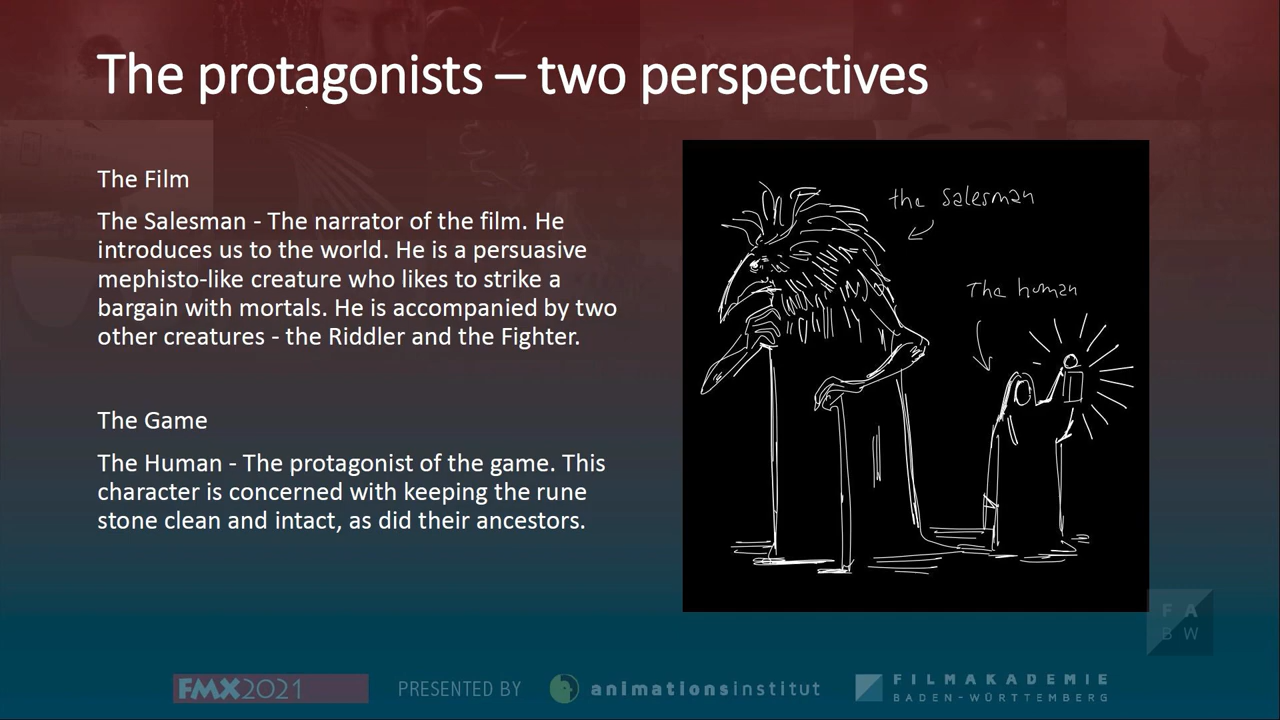 The protagonists – two perspectives
The Film
The Salesman - The narrator of the film. He
introduces us to the world. He is a persuasive
mephisto-like creature who likes to strike a
bargain with mortals. He is accompanied by two
other creatures - the Riddler and the Fighter.
The Game
The Human - The protagonist of the game. This
character is concerned with keeping the rune
stone clean and intact, as did their ancestors.
the Salesman
The human
F A
B W
FMX2021
PRESENTED BY
animationsinstitut
FILMAKADEMIE
BADEN-WÜRTTEMBERG